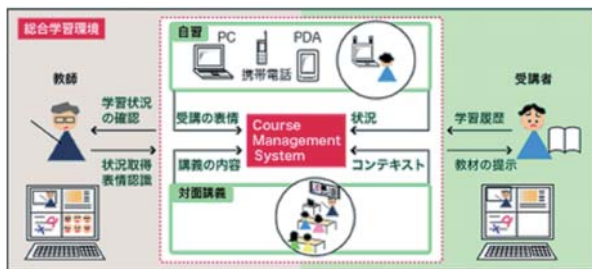 総合学習環境
自習
PC
PDA
携帯電話
教師
受講者
学習状況
の確認
受講の表情
状況
学習履歴
Course
Management
System
状況取得
表情認識
講義の内容
コンテキスト
教材の提示
対面講義